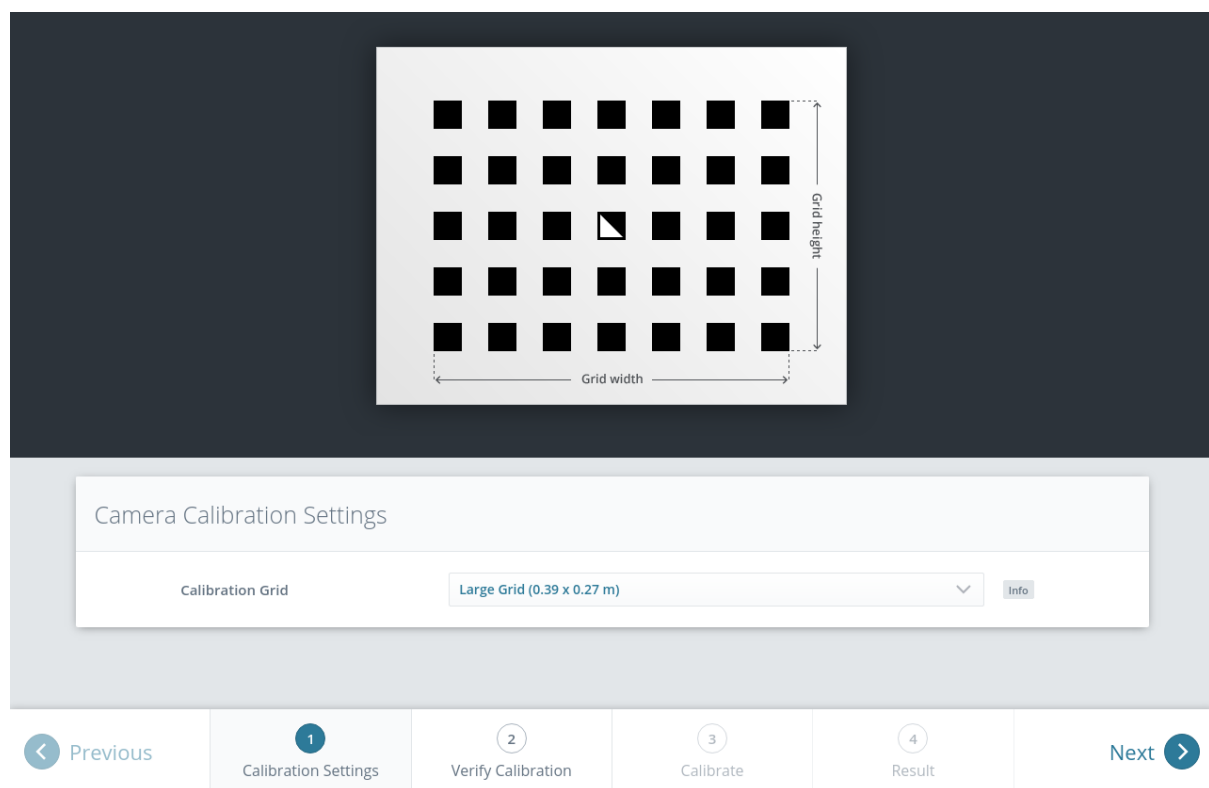 Grid height
Grid width
Camera Calibration Settings
Calibration Grid
Large Grid (0.39 x 0.27 m)
Info
Previous
1
Calibration Settings
2
Verify Calibration
3
Calibrate
4
Result
Next